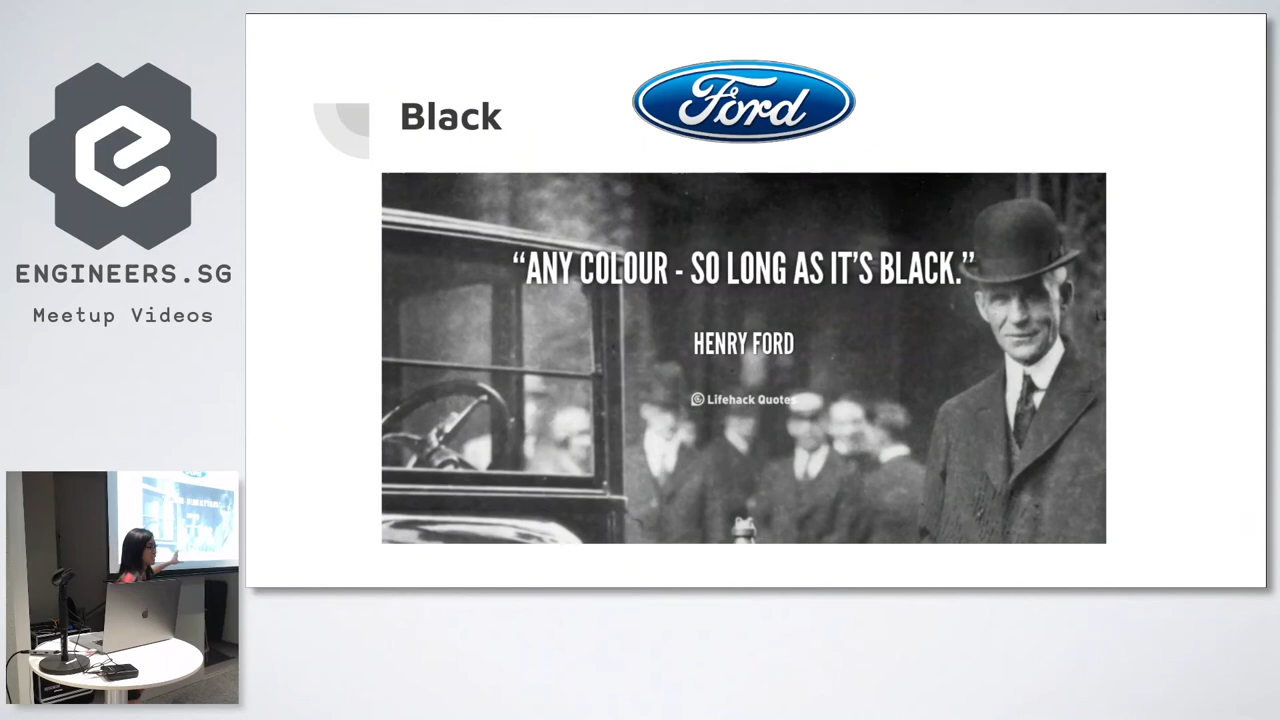 ENGINEERS.SG
Meetup Videos
Black
Ford
“ANY COLOUR - SO LONG AS IT’S BLACK.”
HENRY FORD
Lifehack Quotes